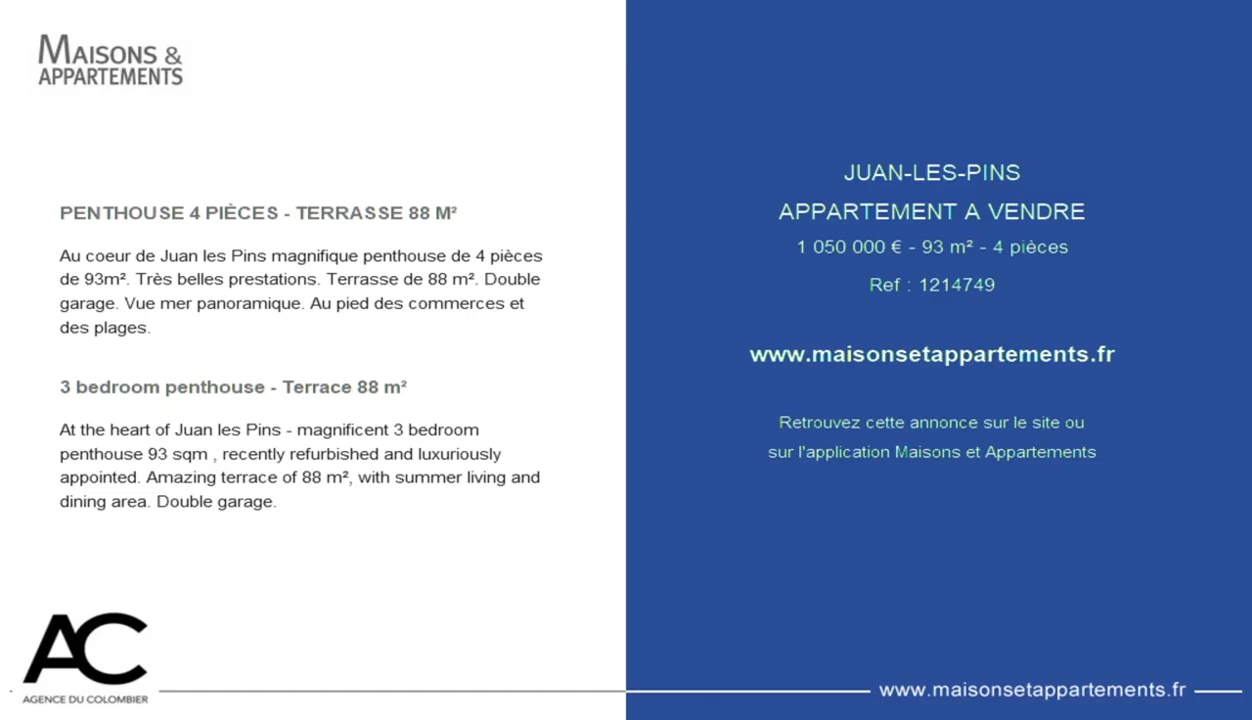 MAISONS &
APPARTEMENTS
PENTHOUSE 4 PIÈCES - TERRASSE 88 M²
Au coeur de Juan les Pins magnifique penthouse de 4 pièces
de 93m². Très belles prestations. Terrasse de 88 m². Double
garage. Vue mer panoramique. Au pied des commerces et
des plages.
3 bedroom penthouse - Terrace 88 m²
At the heart of Juan les Pins - magnificent 3 bedroom
penthouse 93 sqm , recently refurbished and luxuriously
appointed. Amazing terrace of 88 m², with summer living and
dining area. Double garage.
AC
AGENCE DU COLOMBIER
JUAN-LES-PINS
APPARTEMENT A VENDRE
1 050 000 € - 93 m² - 4 pièces
Ref : 1214749
www.maisonsetappartements.fr
Retrouvez cette annonce sur le site ou
sur l'application Maisons et Appartements
www.maisonsetappartements.fr